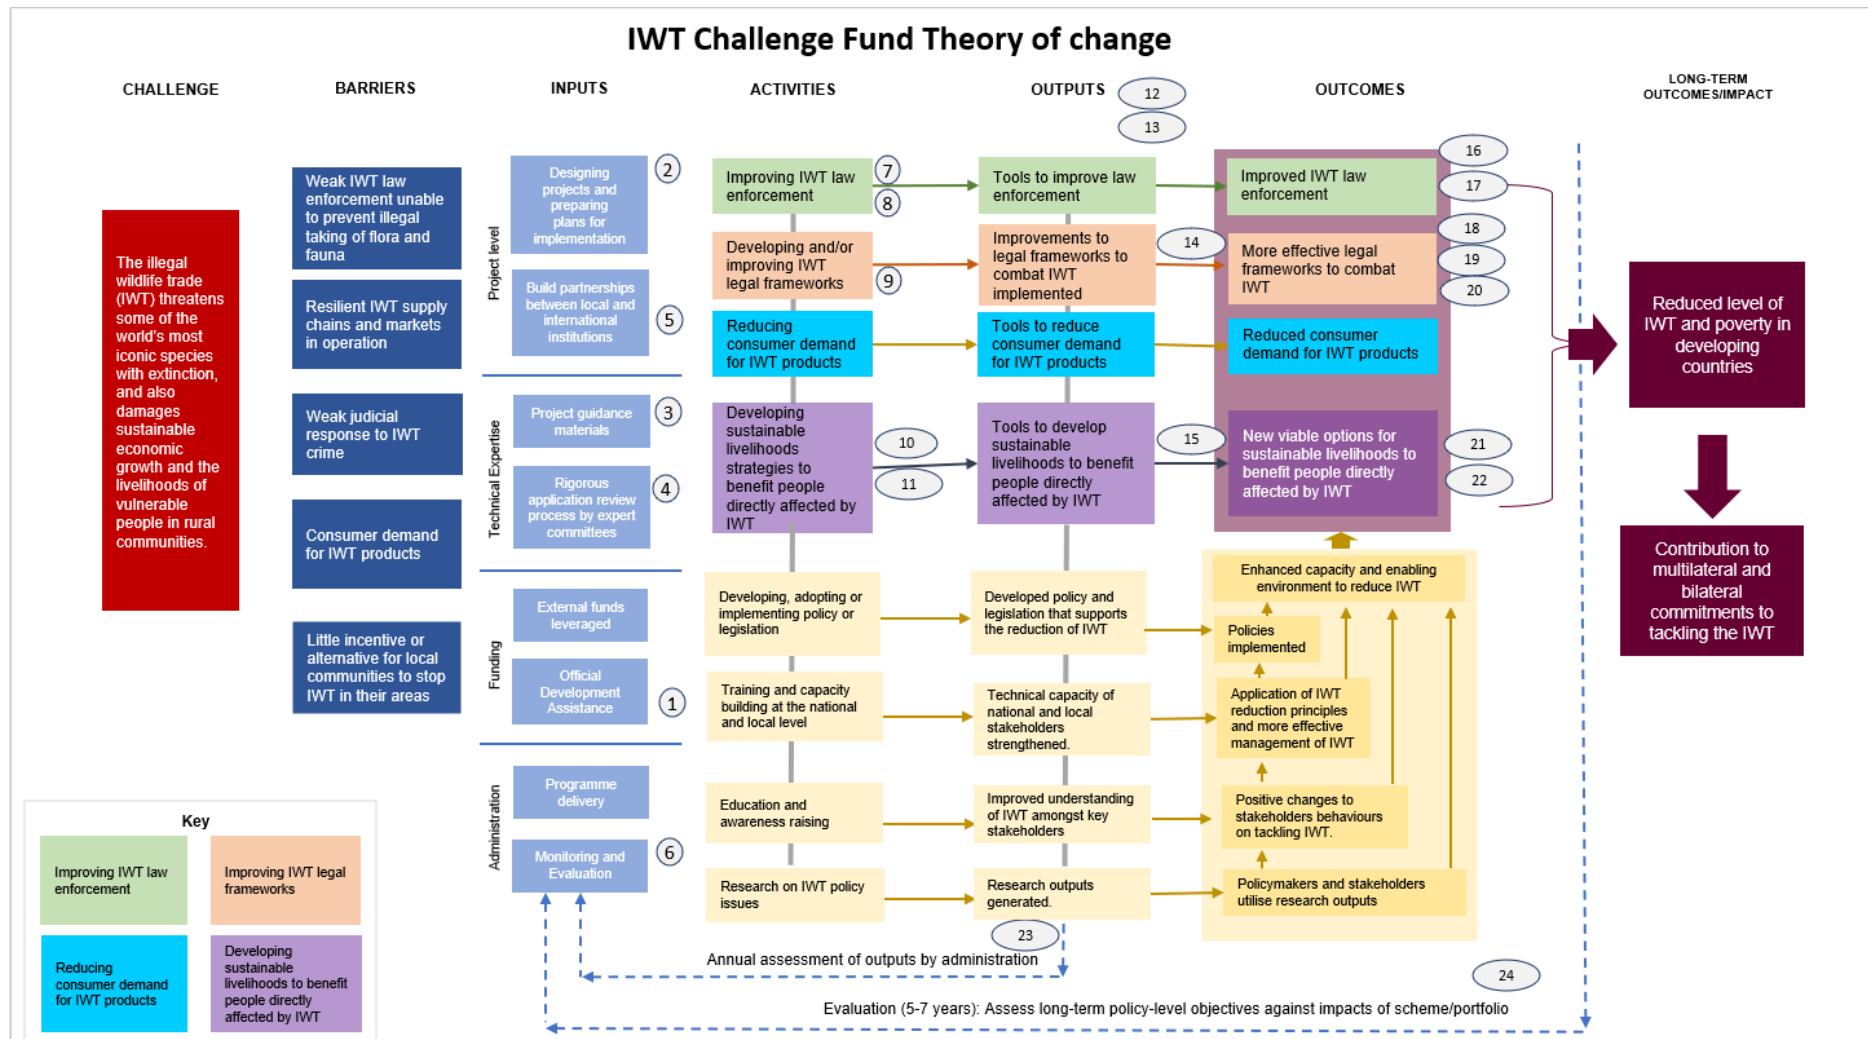 IWT Challenge Fund Theory of change
CHALLENGE
BARRIERS
INPUTS
ACTIVITIES
OUTPUTS
OUTCOMES
LONG-TERM
OUTCOMES/IMPACT
12
13
The illegal
wildlife trade
(IWT) threatens
some of the
world's most
iconic species
with extinction,
and also
damages
sustainable
economic
growth and the
livelihoods of
vulnerable
people in rural
communities.
Weak IWT law
enforcement unable
to prevent illegal
taking of flora and
fauna
Resilient IWT supply
chains and markets
in operation
Weak judicial
response to IWT
crime
Consumer demand
for IWT products
Little incentive or
alternative for local
communities to stop
IWT in their areas
Project level
Designing
projects and
preparing
plans for
implementation
2
Build partnerships
between local and
international
institutions
5
Technical Expertise
Project guidance
materials
3
Rigorous
application review
process by expert
committees
4
Funding
External funds
leveraged
Official
Development
Assistance
1
Administration
Programme
delivery
Monitoring and
Evaluation
6
Improving IWT law
enforcement
7
8
Developing and/or
improving IWT
legal frameworks
9
Reducing
consumer demand
for IWT products
Developing
sustainable
livelihoods
strategies to
benefit people
directly affected by
IWT
10
11
Developing, adopting or
implementing policy or
legislation
Training and capacity
building at the national
and local level
Education and
awareness raising
Research on IWT policy
issues
Tools to improve law
enforcement
Improvements to
legal frameworks to
combat IWT
implemented
14
Tools to reduce
consumer demand
for IWT products
Tools to develop
sustainable
livelihoods to benefit
people directly
affected by IWT
15
Developed policy and
legislation that supports
the reduction of IWT
Technical capacity of
national and local
stakeholders
strengthened.
Improved understanding
of IWT amongst key
stakeholders
Research outputs
generated.
23
Improved IWT law
enforcement
16
17
More effective legal
frameworks to combat
IWT
18
19
20
Reduced consumer
demand for IWT products
New viable options for
sustainable livelihoods to
benefit people directly
affected by IWT
21
22
Enhanced capacity and enabling
environment to reduce IWT
Policies
implemented
Application of IWT
reduction principles
and more effective
management of IWT
Positive changes to
stakeholders behaviours
on tackling IWT.
Policymakers and stakeholders
utilise research outputs
Reduced level of
IWT and poverty in
developing
countries
Contribution to
multilateral and
bilateral
commitments to
tackling the IWT
Annual assessment of outputs by administration
24
Evaluation (5-7 years): Assess long-term policy-level objectives against impacts of scheme/portfolio
Key
Improving IWT law
enforcement
Improving IWT legal
frameworks
Reducing
consumer demand
for IWT products
Developing
sustainable
livelihoods to benefit
people directly
affected by IWT